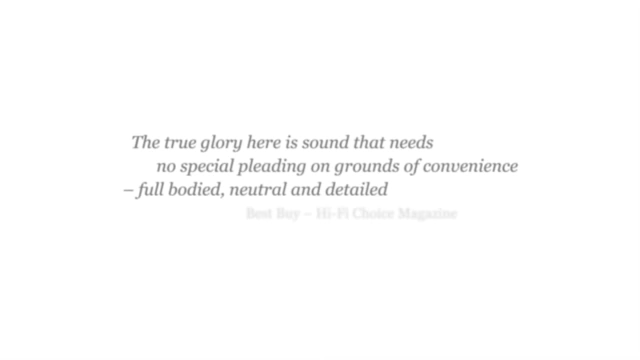 The true glory here is sound that needs
no special pleading on grounds of convenience
– full bodied, neutral and detailed
Best Buy – Hi-Fi Choice Magazine